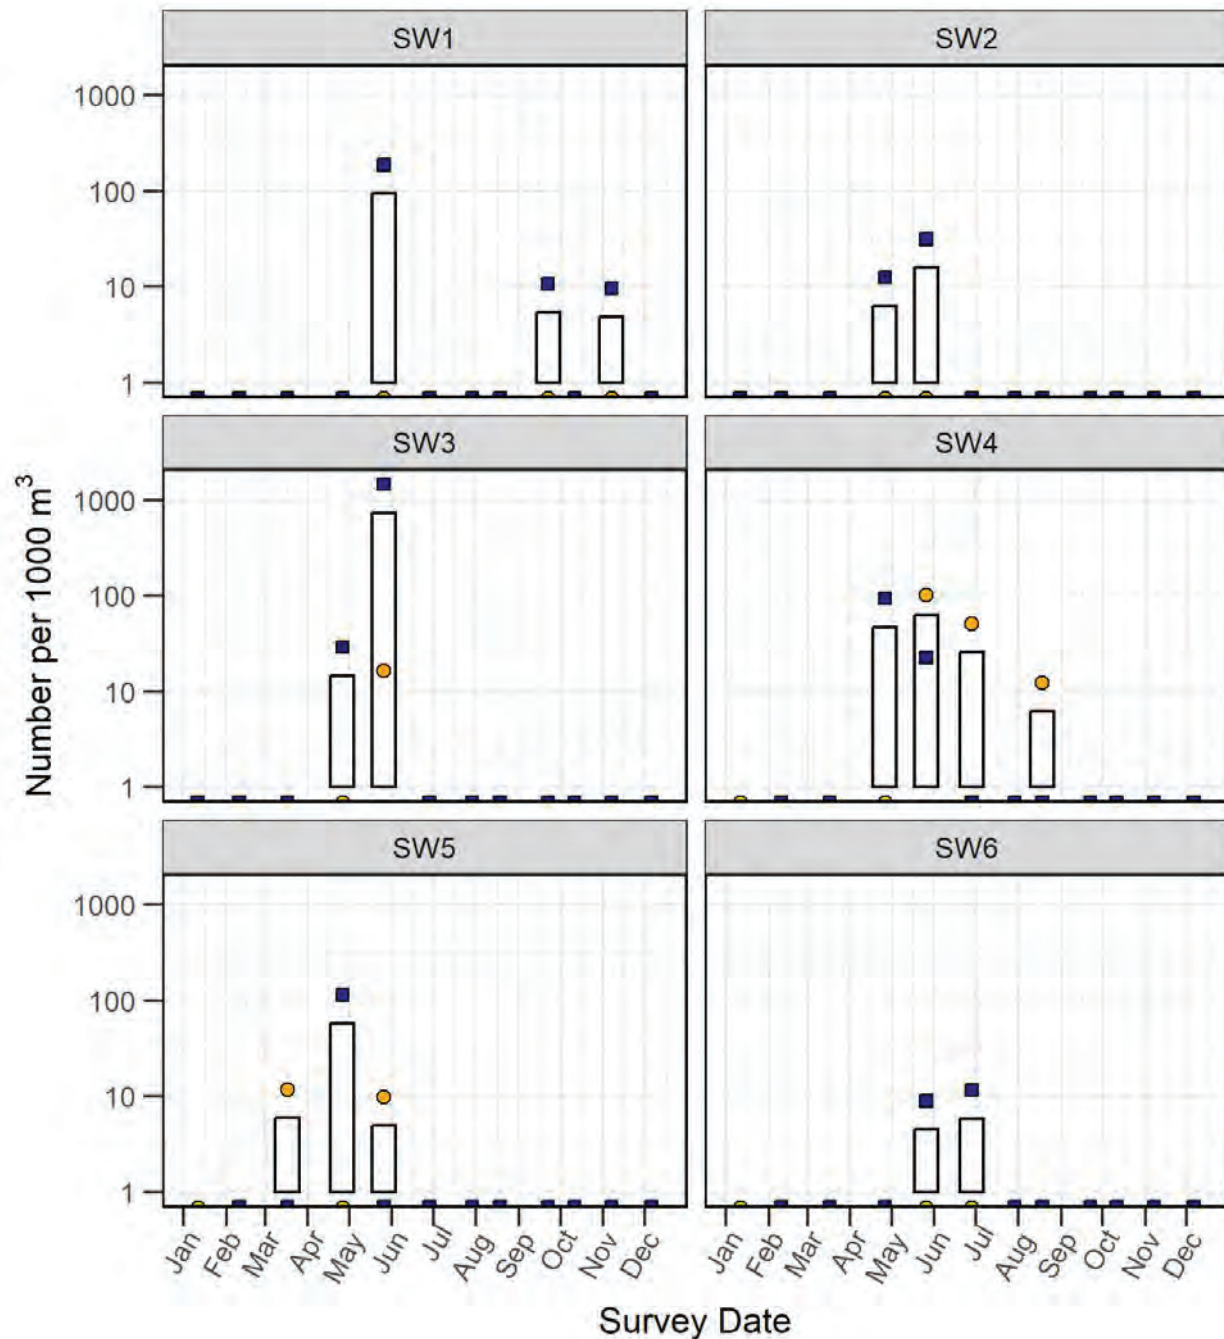 SW1
SW2
1000
100
10
1
SW3
SW4
1000
100
10
1
SW5
SW6
1000
100
10
1
Number per 1000 m³
Jan Feb Mar Apr May Jun Jul Aug Sep Oct Nov Dec
Jan Feb Mar Apr May Jun Jul Aug Sep Oct Nov Dec
Survey Date